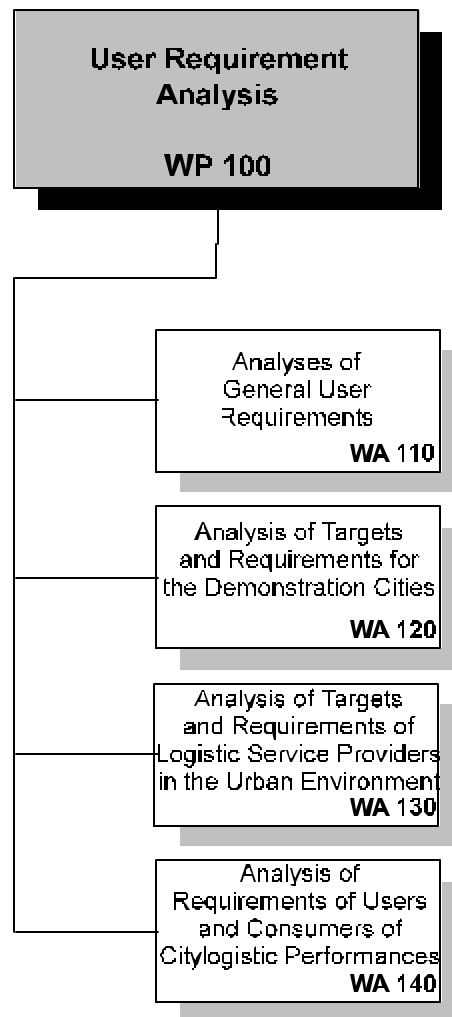 User Requirement
Analysis
WP 100
Analyses of
General User
Requirements
WA 110
Analysis of Targets
and Requirements for
the Demonstration Cities
WA 120
Analysis of Targets
and Requirements of
Logistic Service Providers
in the Urban Environment
WA 130
Analysis of
Requirements of Users
and Consumers of
Citylogistic Performances
WA 140